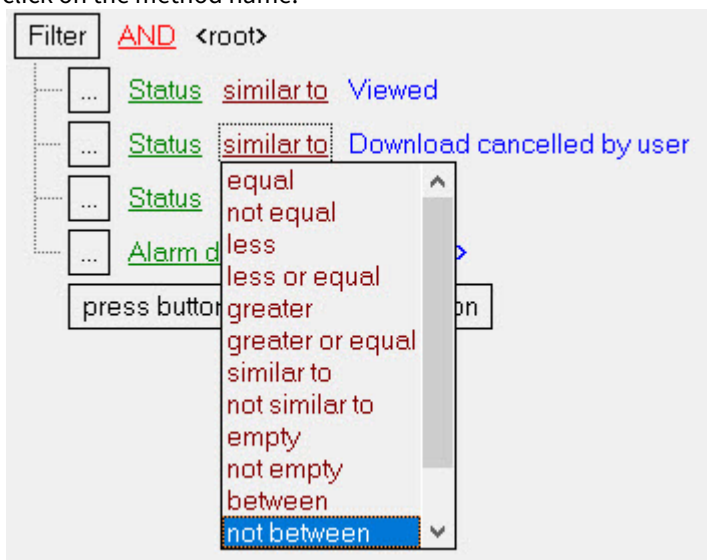 click on the method name.
Filter AND <root>
... Status similar to Viewed
... Status similar to Download cancelled by user
... Status
... Alarm d >
press button on
equal
not equal
less
less or equal
greater
greater or equal
similar to
not similar to
empty
not empty
between
not between